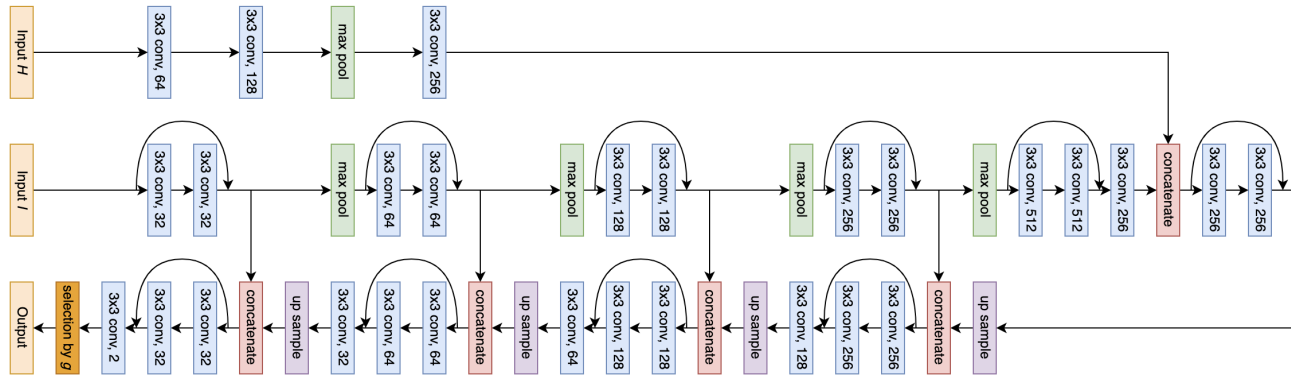 Input H
3x3 conv, 64
3x3 conv, 128
max pool
3x3 conv, 256
Input I
3x3 conv, 32
3x3 conv, 32
max pool
3x3 conv, 64
3x3 conv, 64
max pool
3x3 conv, 128
3x3 conv, 128
max pool
3x3 conv, 256
3x3 conv, 256
max pool
3x3 conv, 512
3x3 conv, 512
3x3 conv, 256
concatenate
3x3 conv, 256
3x3 conv, 256
Output
selection by g
3x3 conv, 2
3x3 conv, 32
3x3 conv, 32
concatenate
up sample
3x3 conv, 32
3x3 conv, 64
3x3 conv, 64
concatenate
up sample
3x3 conv, 64
3x3 conv, 128
3x3 conv, 128
concatenate
up sample
3x3 conv, 128
3x3 conv, 256
3x3 conv, 256
concatenate
up sample